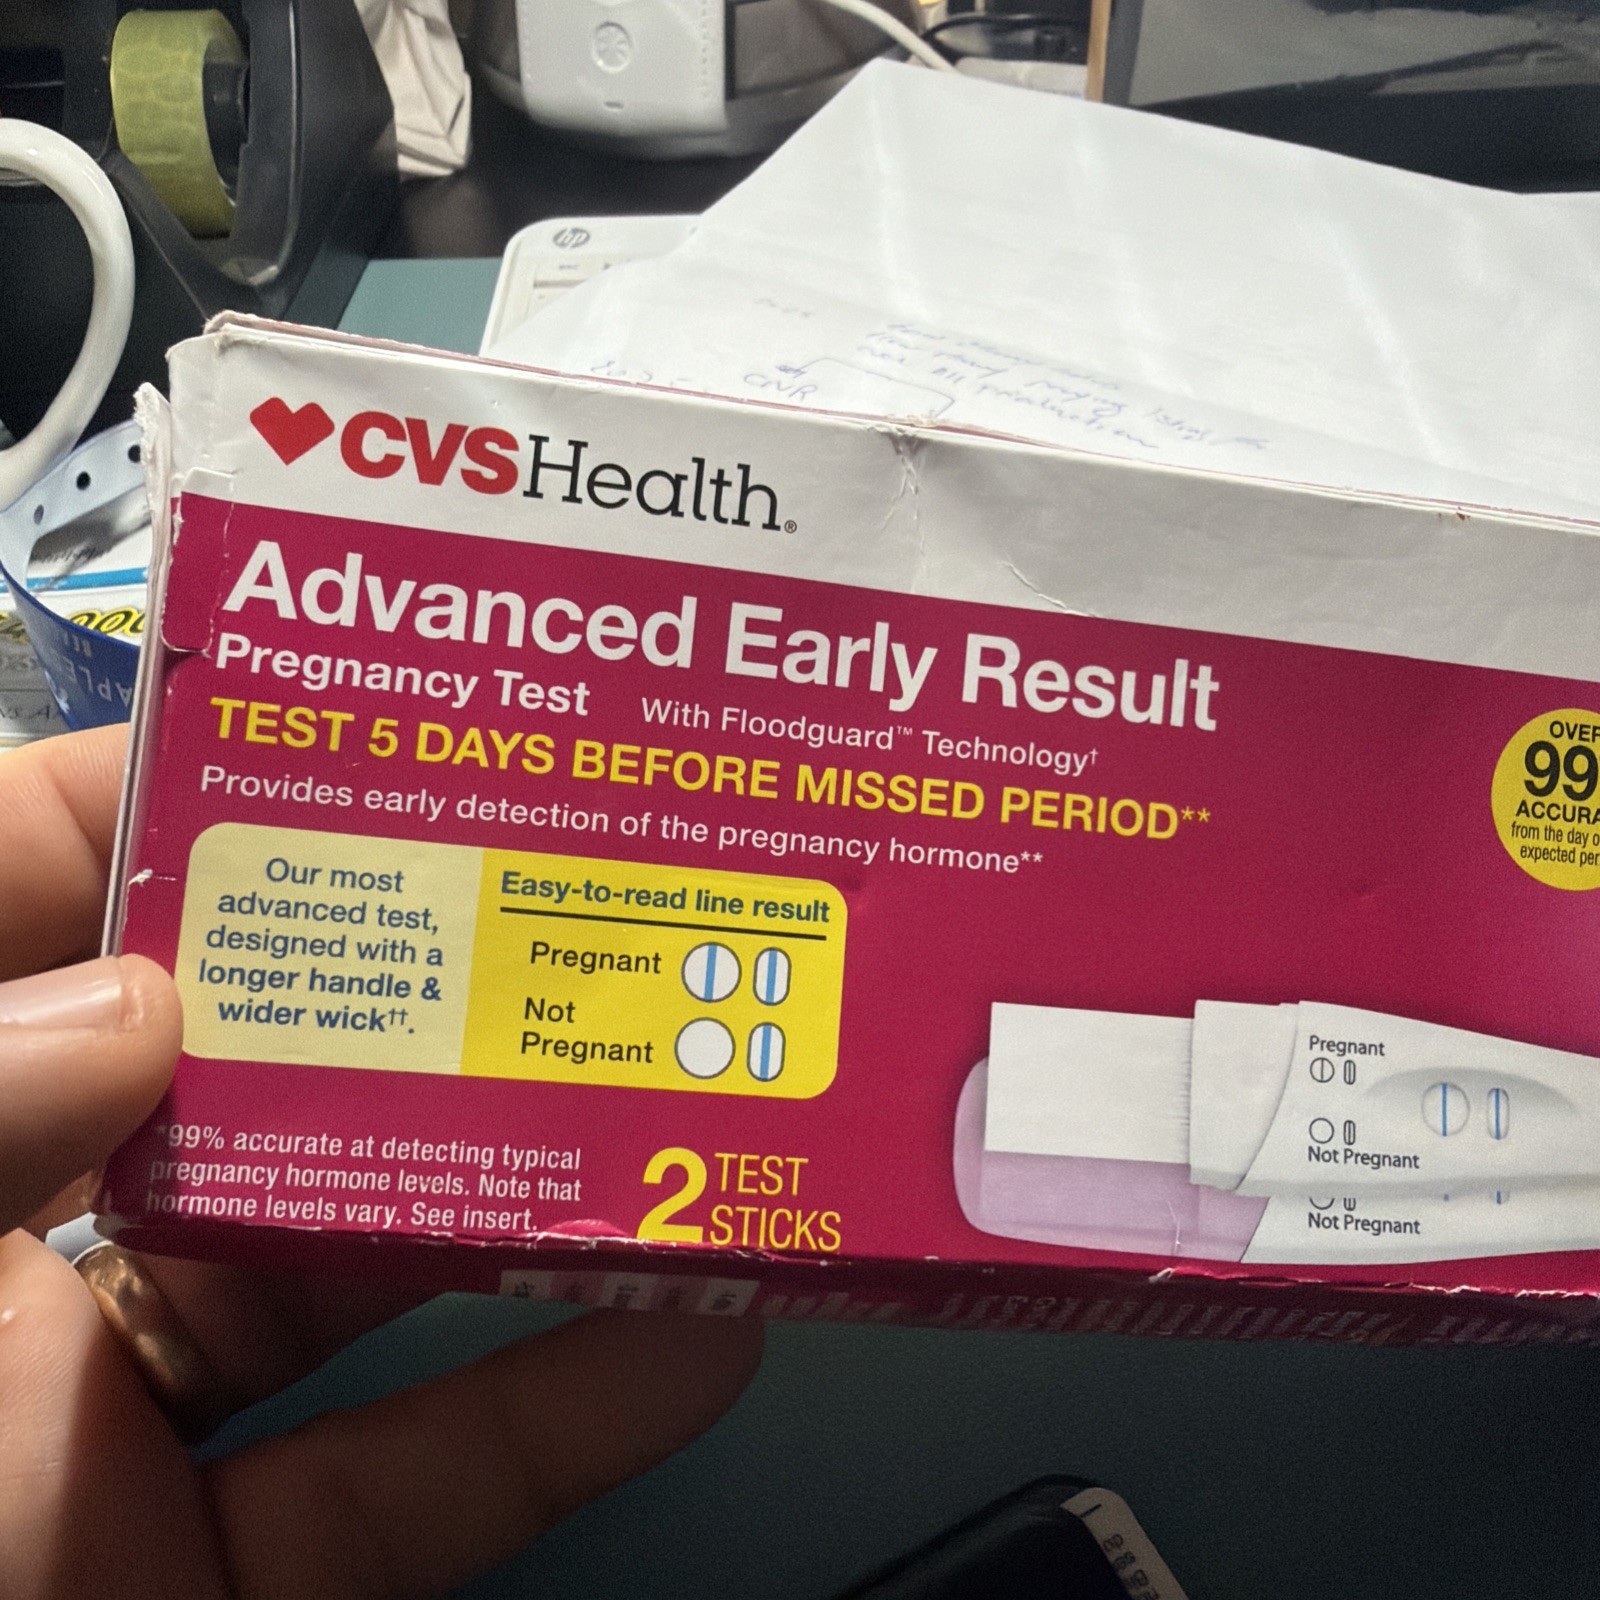 hp
CNR
CVSHealth®
Advanced Early Result
Pregnancy Test With Floodguard™ Technology†
TEST 5 DAYS BEFORE MISSED PERIOD**
Provides early detection of the pregnancy hormone**
OVER
99
ACCURA
from the day o
expected per
Our most
advanced test,
designed with a
longer handle &
wider wick††.
Easy-to-read line result
Pregnant
Not
Pregnant
*99% accurate at detecting typical
pregnancy hormone levels. Note that
hormone levels vary. See insert.
2 TEST
STICKS
Pregnant
Not Pregnant
Not Pregnant